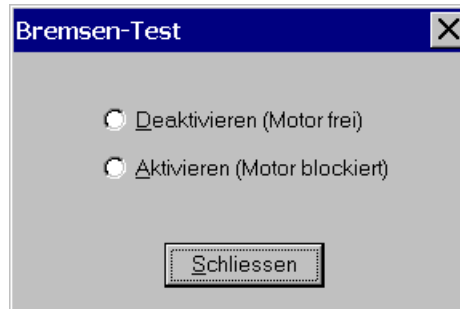 Bremsen-Test
Deaktivieren (Motor frei)
Aktivieren (Motor blockiert)
Schliessen